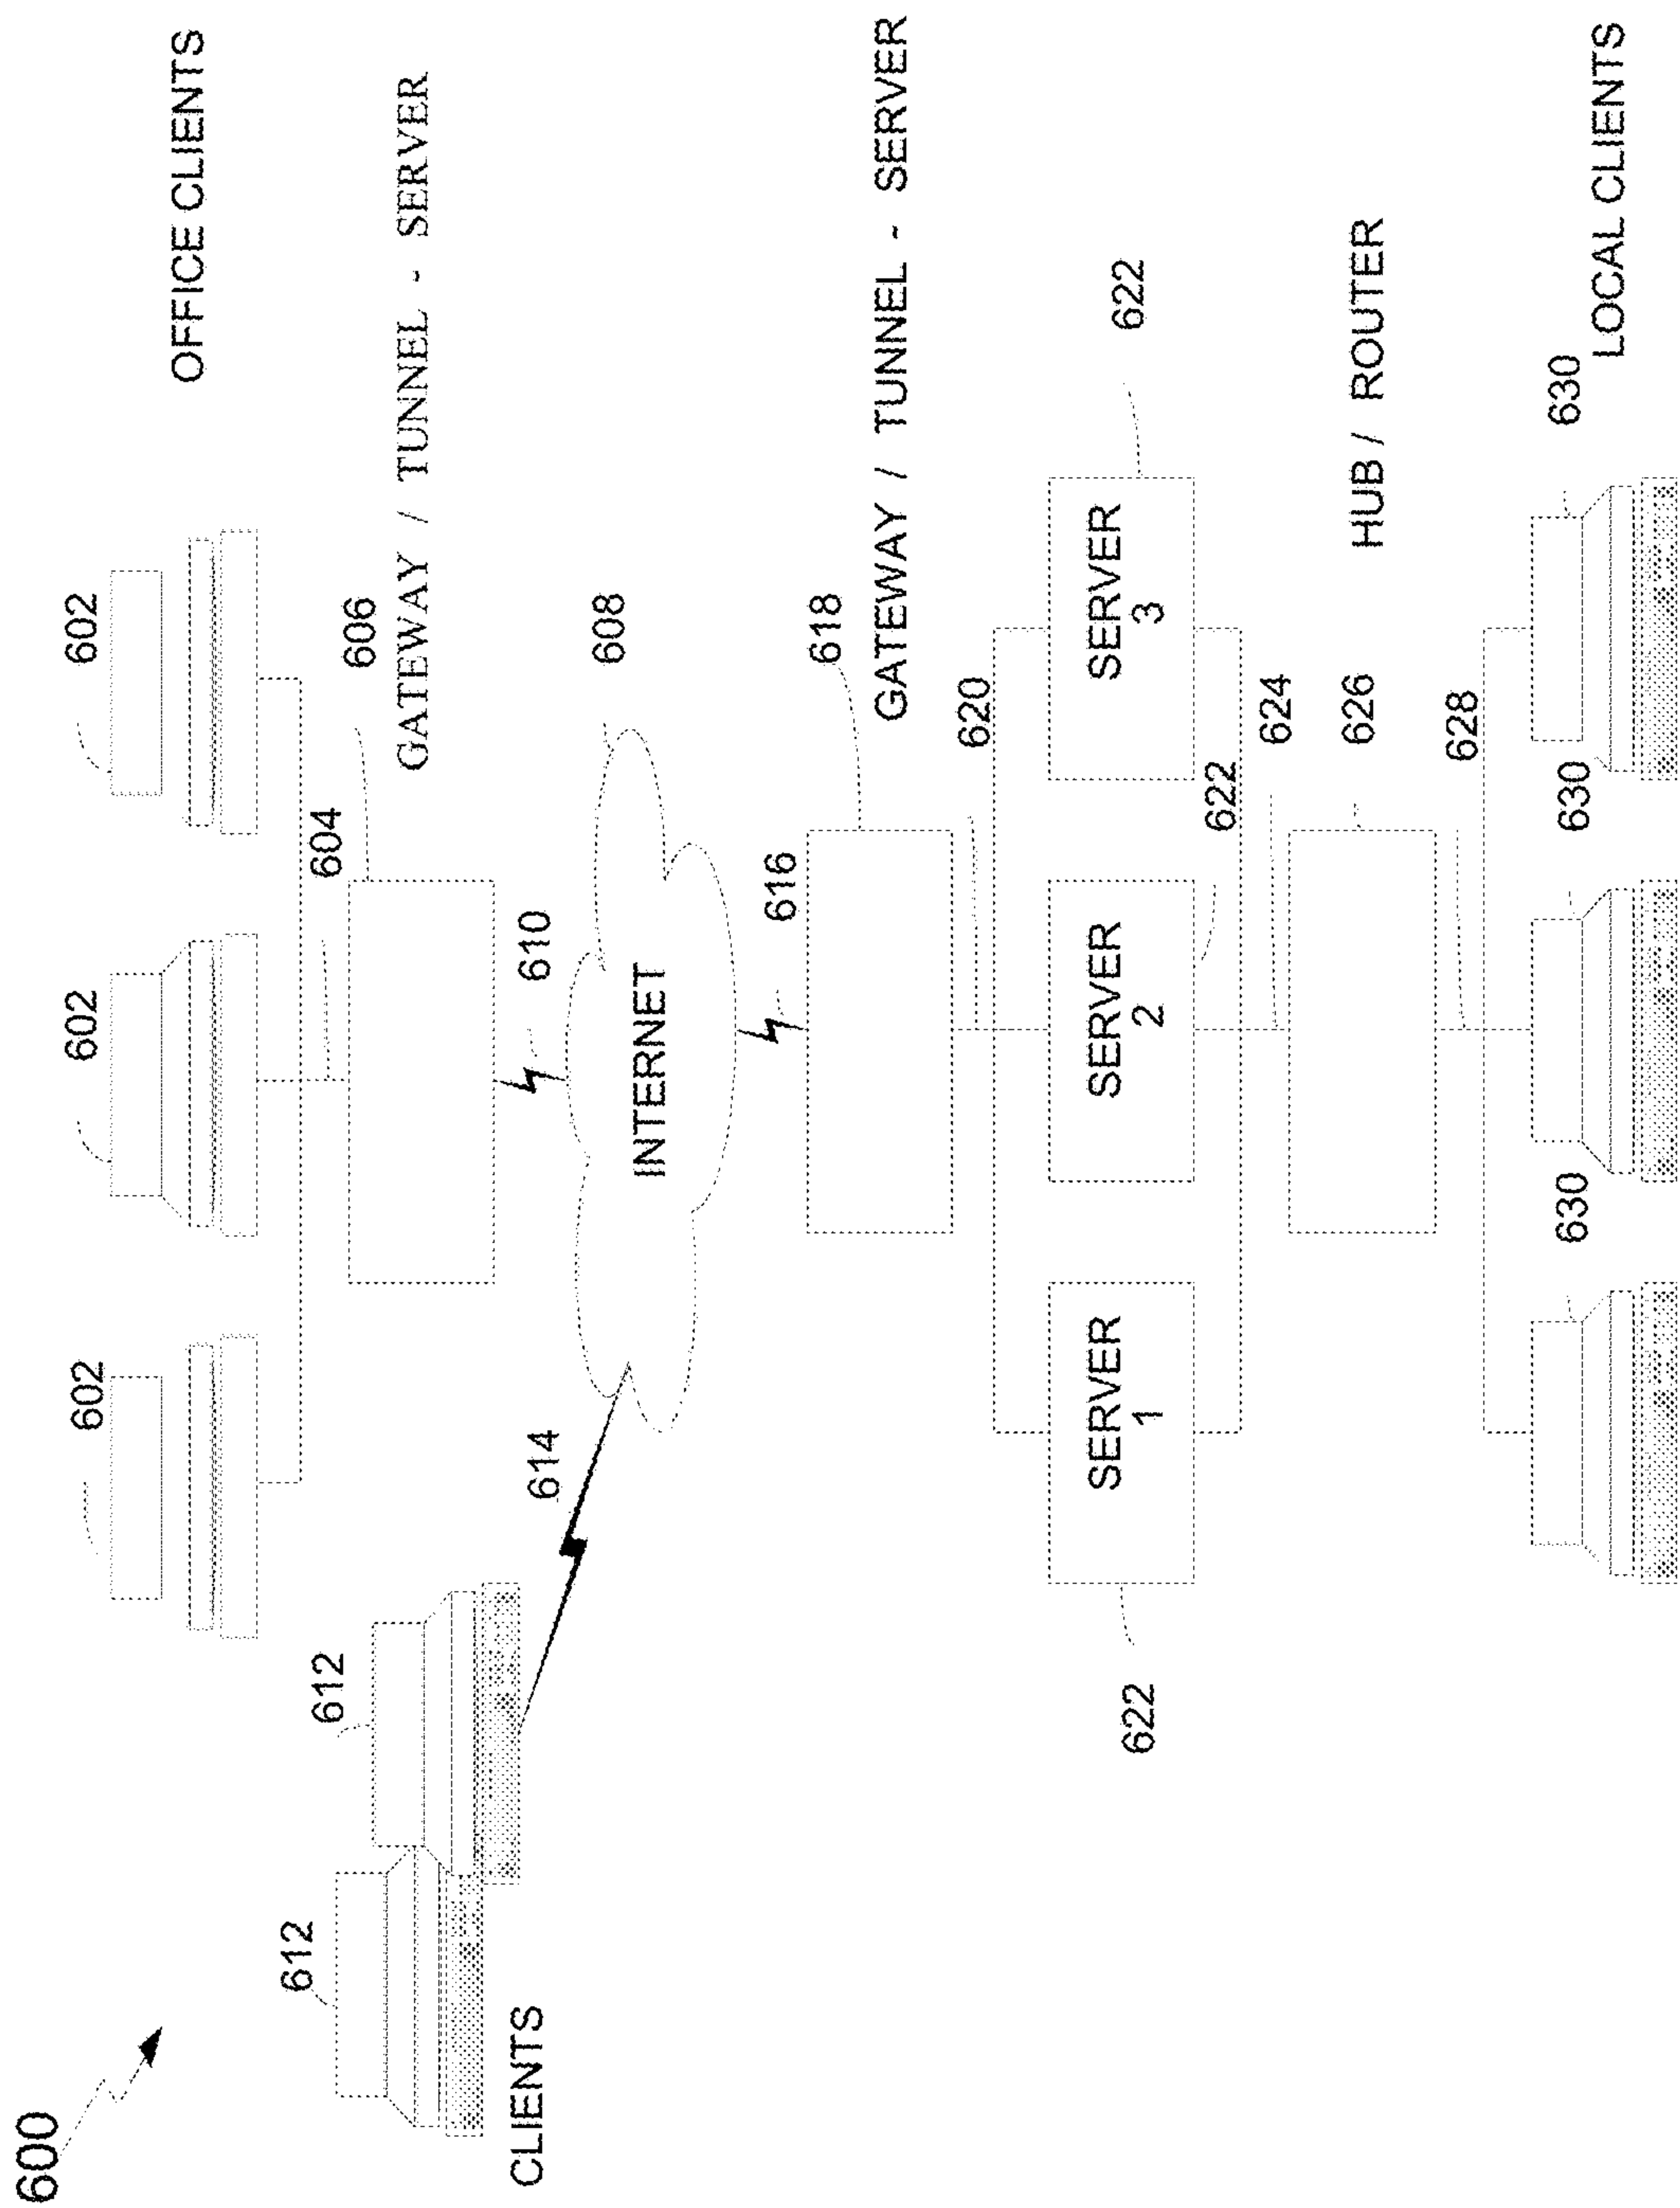 600
602
602
602
OFFICE CLIENTS
612
612
604
606
GATEWAY / TUNNEL - SERVER
CLIENTS
614
610
608
INTERNET
616
618
GATEWAY / TUNNEL - SERVER
620
622
SERVER
1
SERVER
2
SERVER
3
622
622
624
626
HUB / ROUTER
628
630
630
630
LOCAL CLIENTS